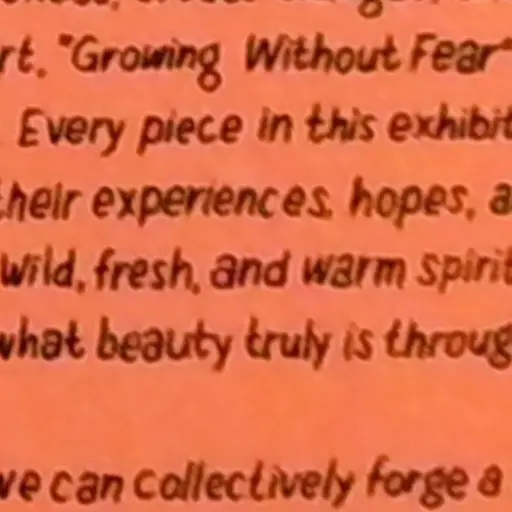 rt. "Growing Without Fear"
Every piece in this exhibit
their experiences, hopes, a
wild, fresh, and warm spirit
what beauty truly is throug
we can collectively forge a